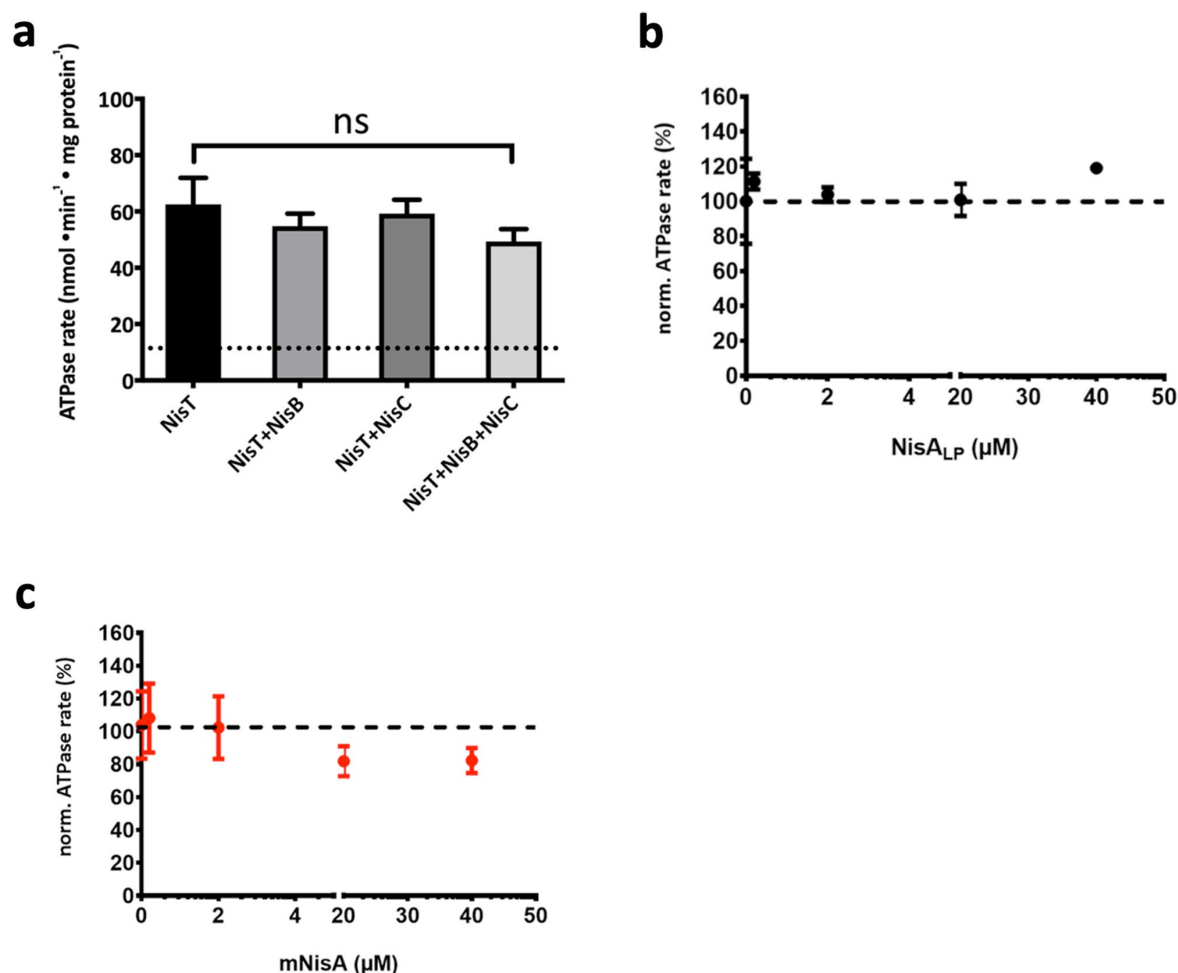 a
ATPase rate (nmol •min⁻¹ • mg protein⁻¹)
100
80
60
40
20
0
ns
NisT
NisT+NisB
NisT+NisC
NisT+NisB+NisC
b
norm. ATPase rate (%)
160
140
120
100
80
60
40
20
0
0 2 4 20 30 40 50
NisA_LP (µM)
c
norm. ATPase rate (%)
160
140
120
100
80
60
40
20
0
0 2 4 20 30 40 50
mNisA (µM)